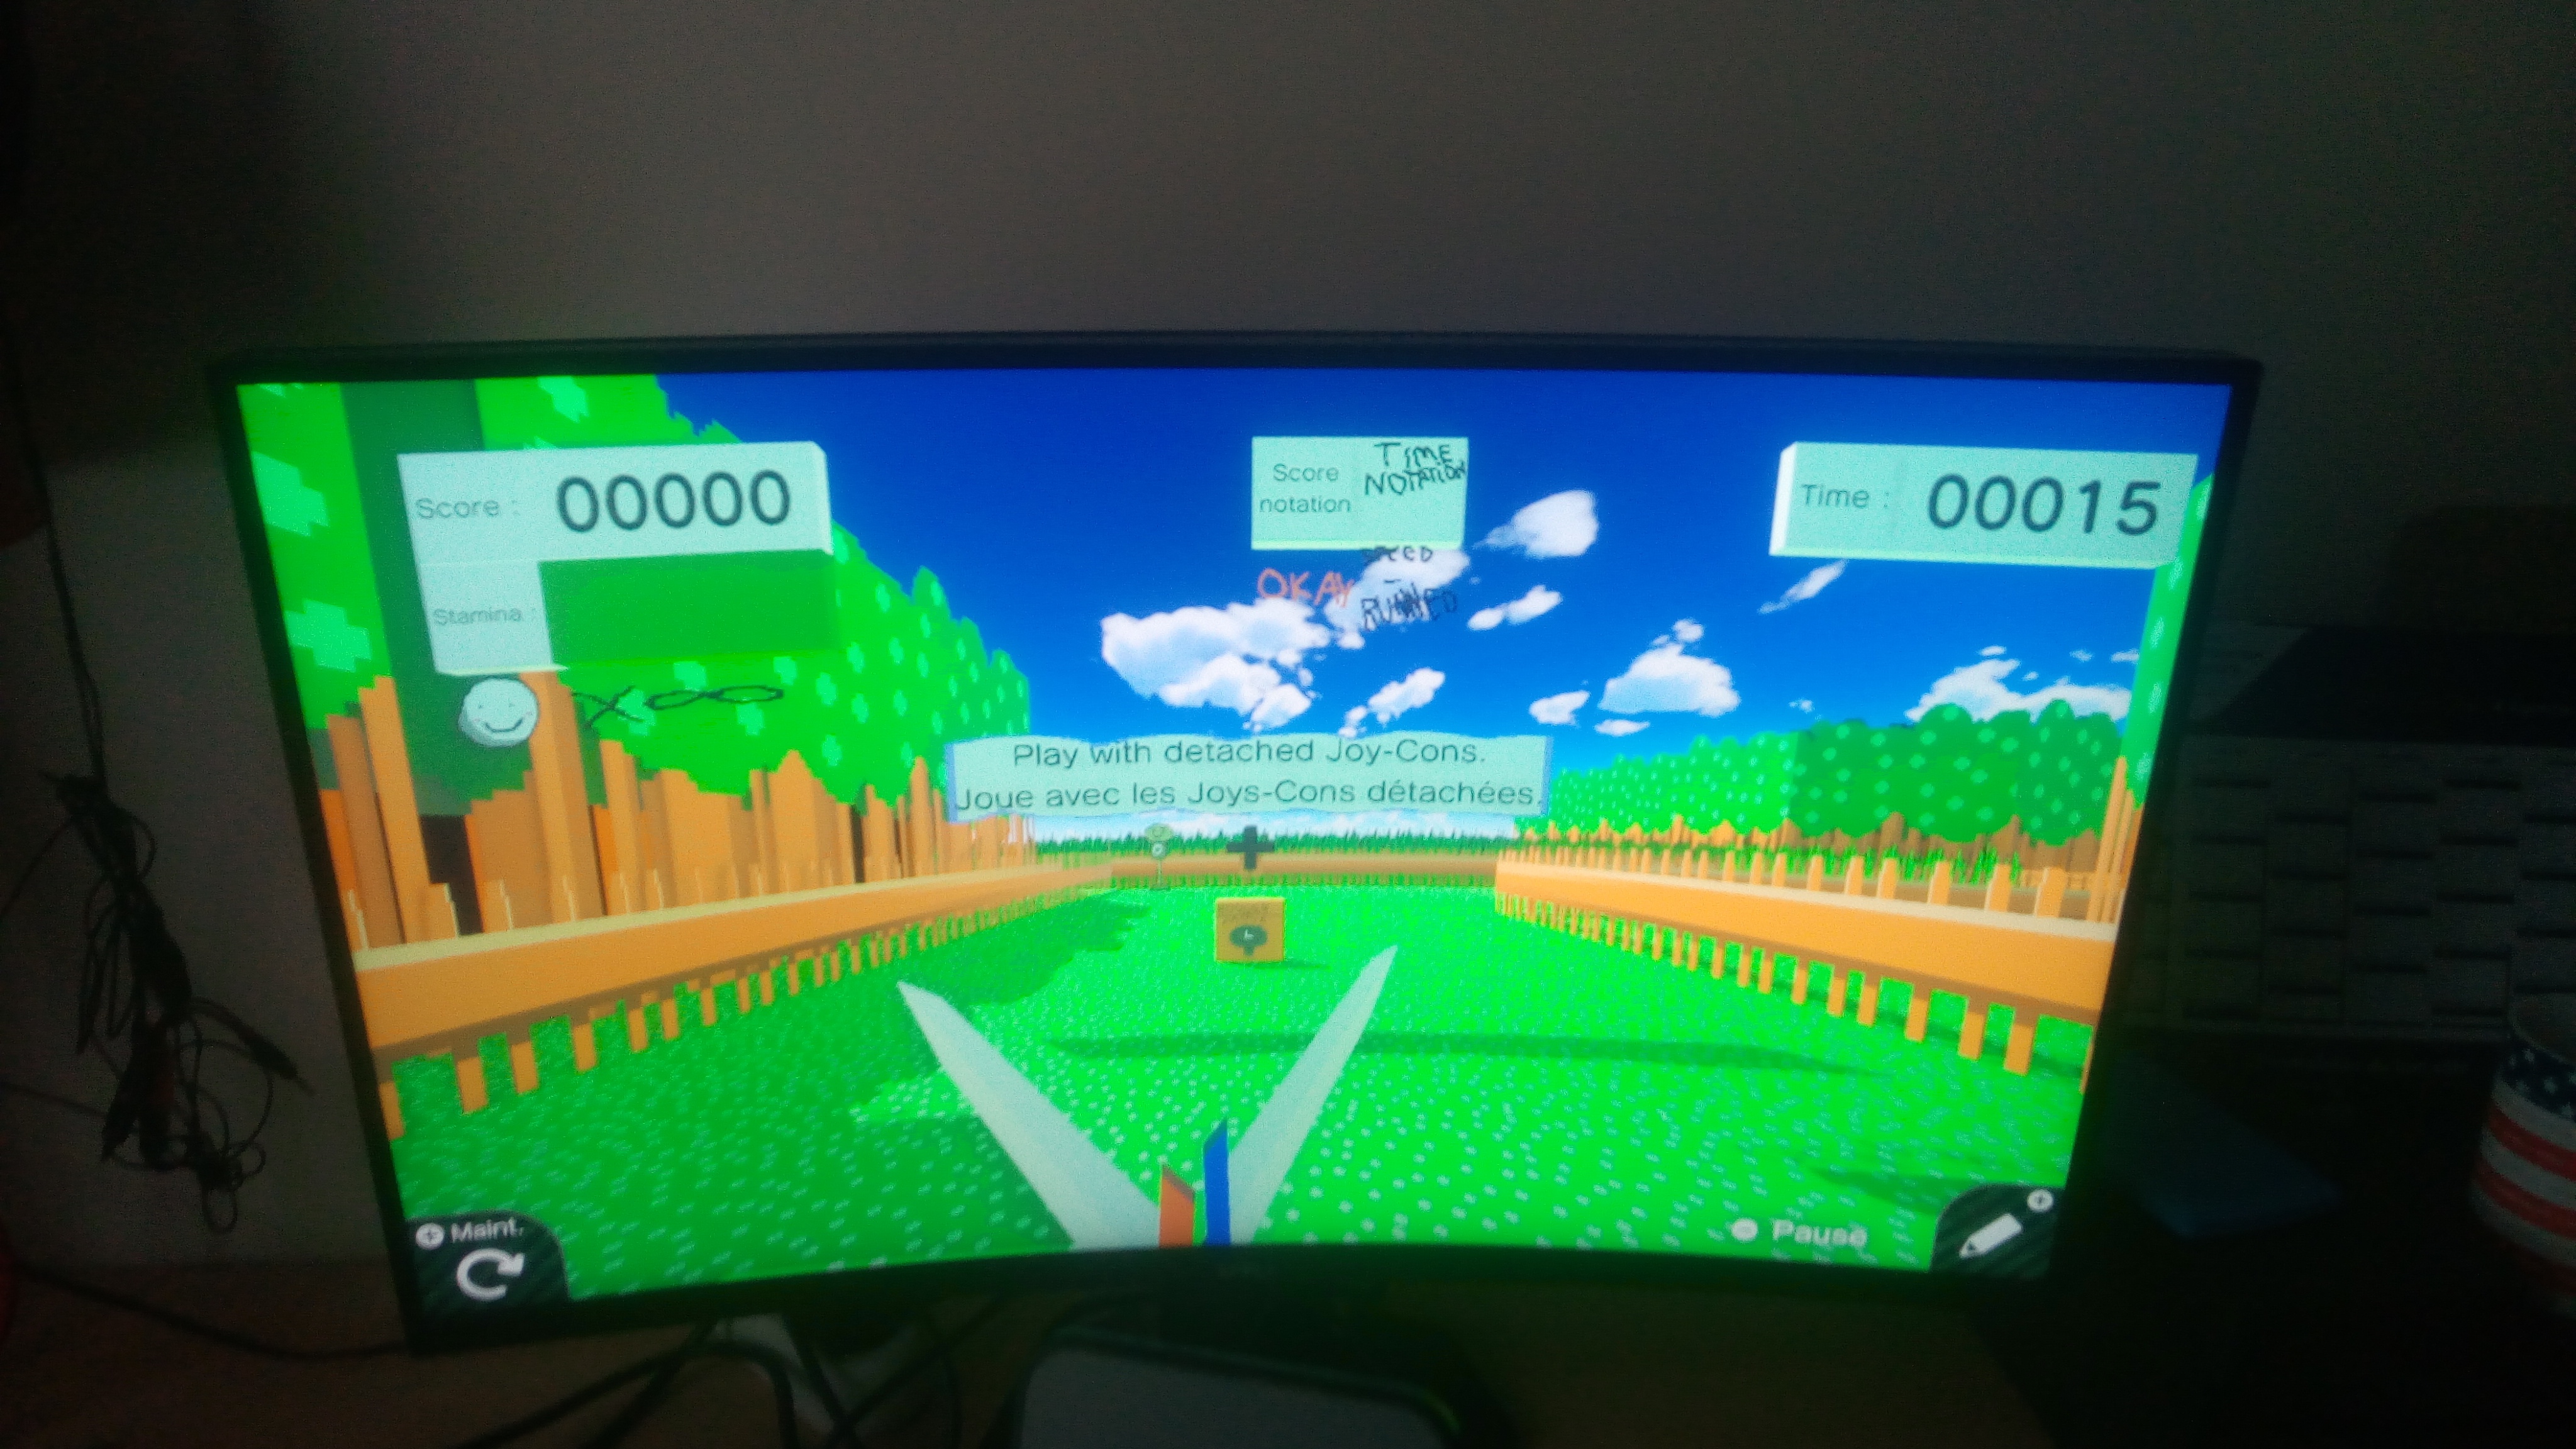 Score : 00000
Stamina :
Score notation
TIME NOTATION
Time : 00015
OKAY
SPEED
RUNNED
Play with detached Joy-Cons.
Joue avec les Joys-Cons détachées.
Maint.
Pause